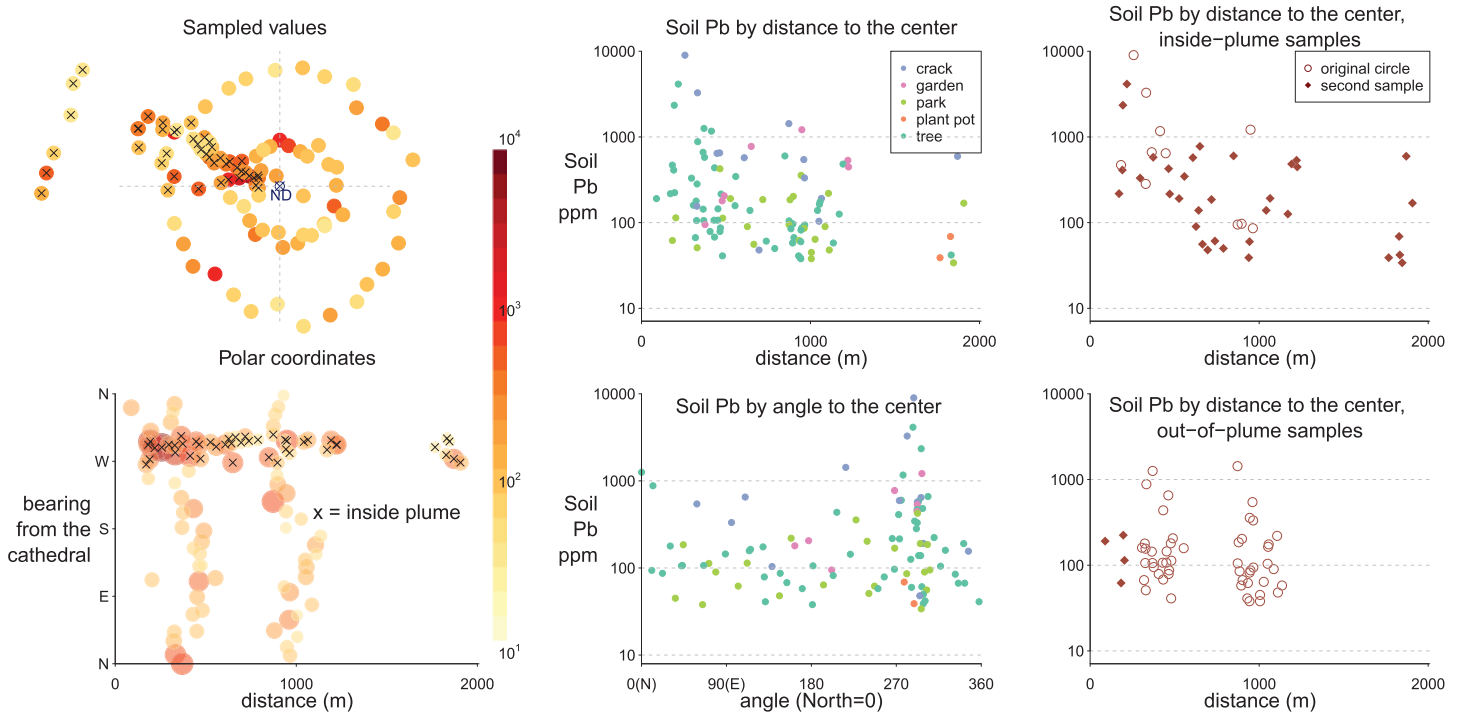 Sampled values
ND
10⁴
10³
10²
10¹
Polar coordinates
N
W
S
E
N
bearing
from the
cathedral
x = inside plume
0
1000
2000
distance (m)
Soil Pb by distance to the center
crack
garden
park
plant pot
tree
10000
1000
100
10
Soil
Pb
ppm
0
1000
2000
distance (m)
Soil Pb by distance to the center,
inside−plume samples
original circle
second sample
10000
1000
100
10
0
1000
2000
distance (m)
Soil Pb by angle to the center
10000
1000
100
10
Soil
Pb
ppm
0(N)
90(E)
180
270
360
angle (North=0)
Soil Pb by distance to the center,
out−of−plume samples
10000
1000
100
10
0
1000
2000
distance (m)